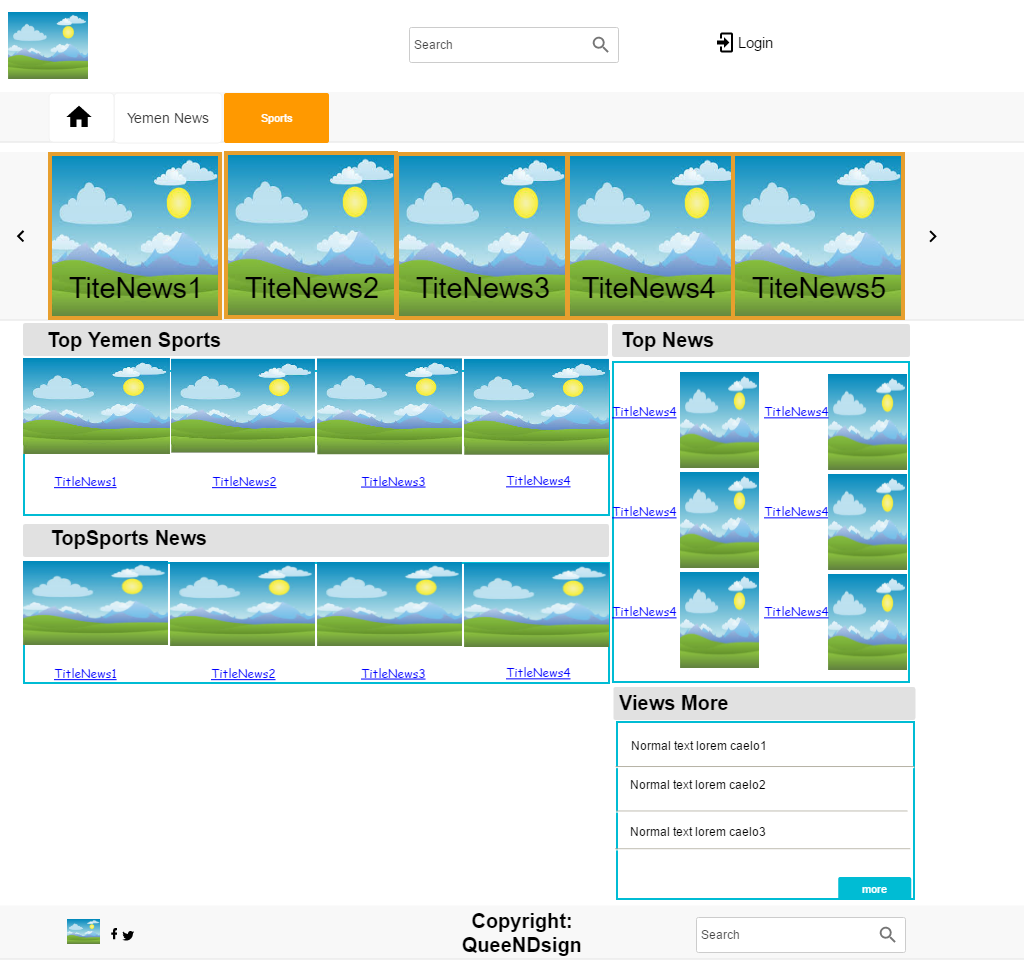 Search
Login
Yemen News
Sports
TiteNews1
TiteNews2
TiteNews3
TiteNews4
TiteNews5
Top Yemen Sports
TitleNews1
TitleNews2
TitleNews3
TitleNews4
TopSports News
TitleNews1
TitleNews2
TitleNews3
TitleNews4
Top News
TitleNews4
TitleNews4
TitleNews4
TitleNews4
TitleNews4
TitleNews4
Views More
Normal text lorem caelo1
Normal text lorem caelo2
Normal text lorem caelo3
more
Copyright:
QueeNDsign
Search